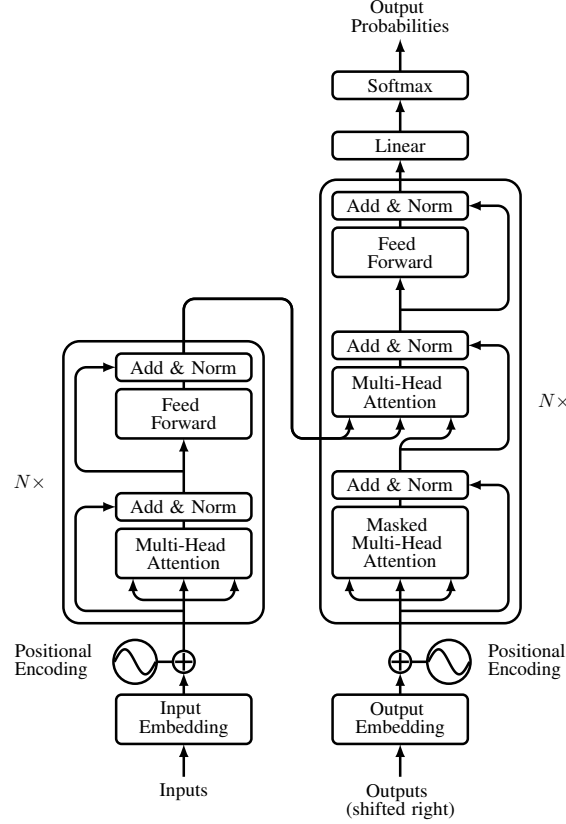 Output
Probabilities
Softmax
Linear
Add & Norm
Feed
Forward
Add & Norm
Multi-Head
Attention
Add & Norm
Masked
Multi-Head
Attention
N×
Add & Norm
Feed
Forward
Add & Norm
Multi-Head
Attention
N×
Positional
Encoding
Positional
Encoding
Input
Embedding
Output
Embedding
Inputs
Outputs
(shifted right)